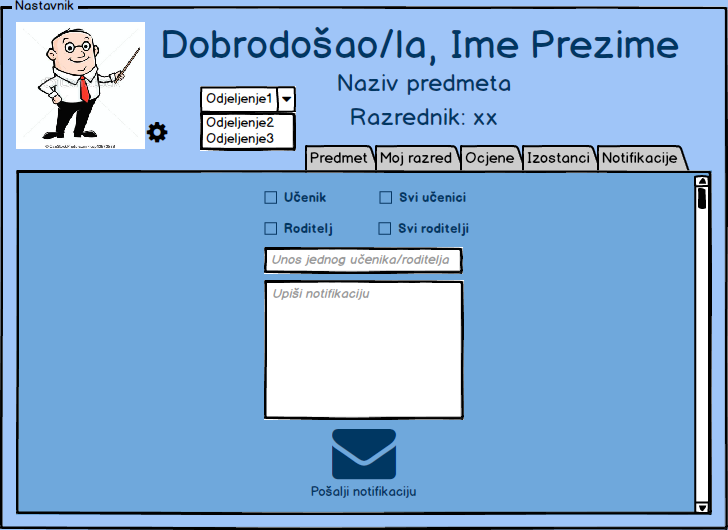 Nastavnik
Dobrodošao/la, Ime Prezime
Naziv predmeta
Razrednik: xx
Odjeljenje1
Odjeljenje2
Odjeljenje3
Predmet
Moj razred
Ocjene
Izostanci
Notifikacije
Učenik
Svi učenici
Roditelj
Svi roditelji
Unos jednog učenika/roditelja
Upiši notifikaciju
Pošalji notifikaciju